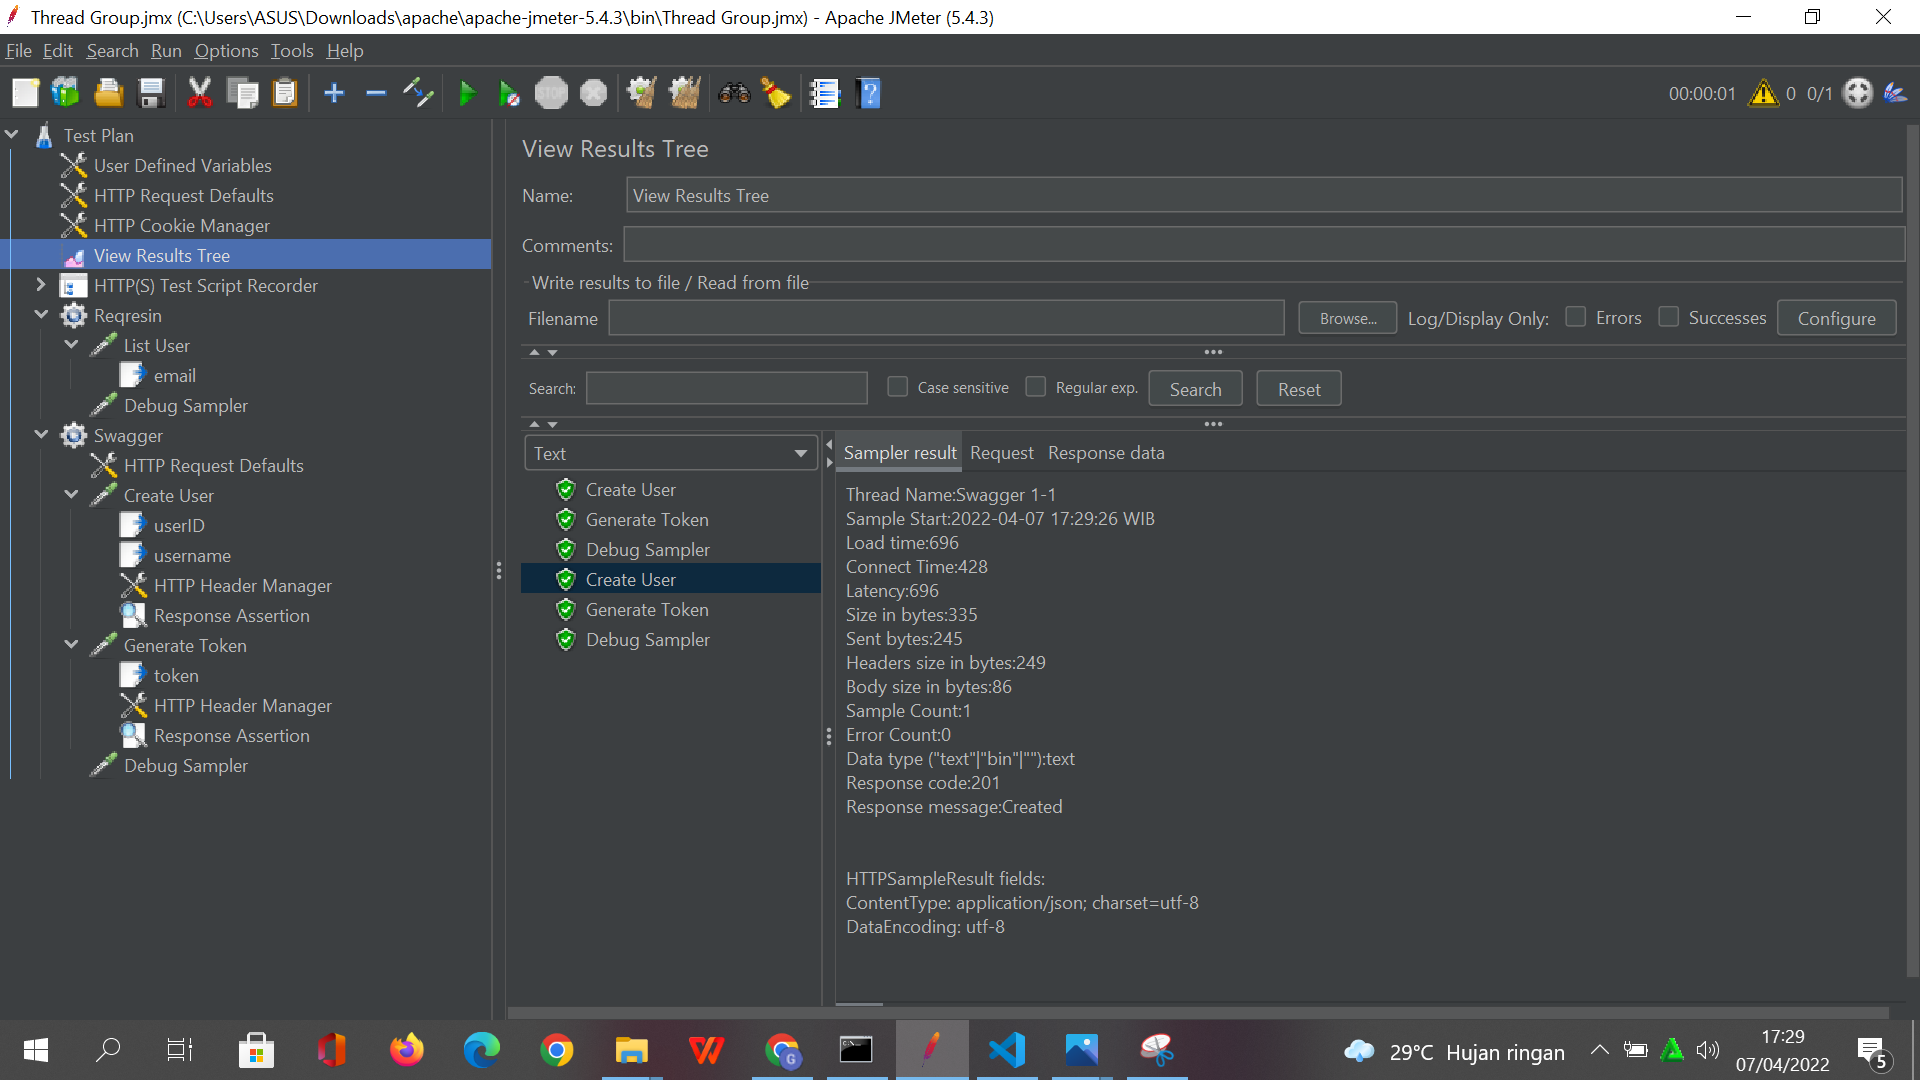 Thread Group.jmx (C:\Users\ASUS\Downloads\apache\apache-jmeter-5.4.3\bin\Thread Group.jmx) - Apache JMeter (5.4.3)
File Edit Search Run Options Tools Help
STOP
00:00:01 0 0/1
Test Plan
User Defined Variables
HTTP Request Defaults
HTTP Cookie Manager
View Results Tree
HTTP(S) Test Script Recorder
Reqresin
List User
email
Debug Sampler
Swagger
HTTP Request Defaults
Create User
userID
username
HTTP Header Manager
Response Assertion
Generate Token
token
HTTP Header Manager
Response Assertion
Debug Sampler
View Results Tree
Name: View Results Tree
Comments:
Write results to file / Read from file
Filename Browse... Log/Display Only: Errors Successes Configure
Search: Case sensitive Regular exp. Search Reset
Text
Create User
Generate Token
Debug Sampler
Create User
Generate Token
Debug Sampler
Sampler result Request Response data
Thread Name:Swagger 1-1
Sample Start:2022-04-07 17:29:26 WIB
Load time:696
Connect Time:428
Latency:696
Size in bytes:335
Sent bytes:245
Headers size in bytes:249
Body size in bytes:86
Sample Count:1
Error Count:0
Data type ("text"|"bin"|""):text
Response code:201
Response message:Created
HTTPSampleResult fields:
ContentType: application/json; charset=utf-8
DataEncoding: utf-8
29°C Hujan ringan
17:29
07/04/2022
5